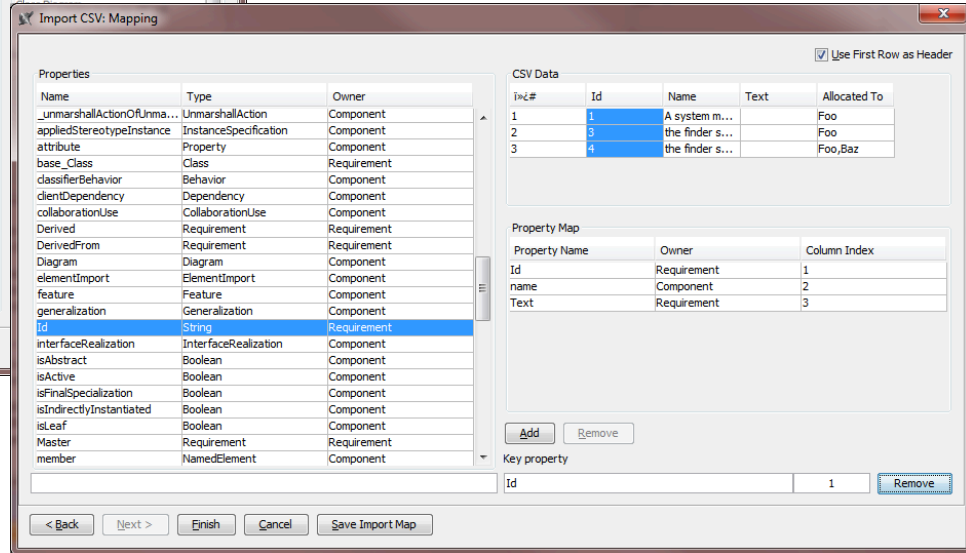 Import CSV: Mapping
Use First Row as Header
Properties
Name Type Owner
_unmarshallActionOfUnma... UnmarshallAction Component
appliedStereotypeInstance InstanceSpecification Component
attribute Property Component
base_Class Class Requirement
classifierBehavior Behavior Component
clientDependency Dependency Component
collaborationUse CollaborationUse Component
Derived Requirement Requirement
DerivedFrom Requirement Requirement
Diagram Diagram Component
elementImport ElementImport Component
feature Feature Component
generalization Generalization Component
Id String Requirement
interfaceRealization InterfaceRealization Component
isAbstract Boolean Component
isActive Boolean Component
isFinalSpecialization Boolean Component
isIndirectlyInstantiated Boolean Component
isLeaf Boolean Component
Master Requirement Requirement
member NamedElement Component
CSV Data
ï»¿# Id Name Text Allocated To
1 1 A system m... Foo
2 3 the finder s... Foo
3 4 the finder s... Foo,Baz
Property Map
Property Name Owner Column Index
Id Requirement 1
name Component 2
Text Requirement 3
Add Remove
Key property
Id 1 Remove
< Back Next > Finish Cancel Save Import Map